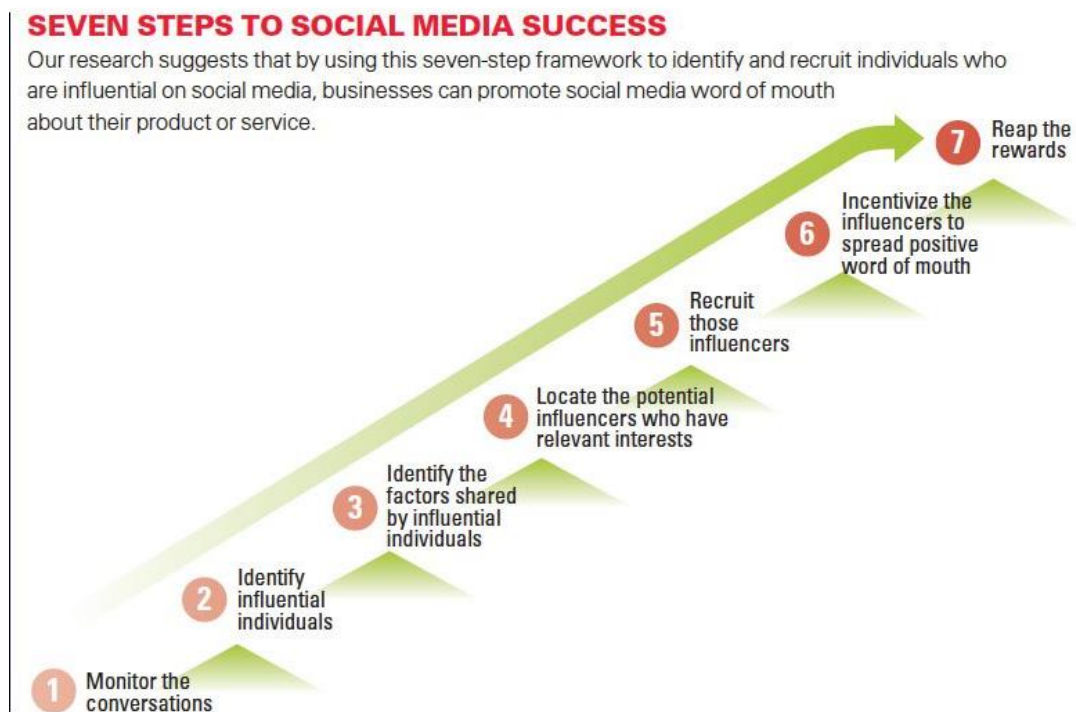 SEVEN STEPS TO SOCIAL MEDIA SUCCESS
Our research suggests that by using this seven-step framework to identify and recruit individuals who
are influential on social media, businesses can promote social media word of mouth
about their product or service.
7
Reap the
rewards
6
Incentivize the
influencers to
spread positive
word of mouth
5
Recruit
those
influencers
4
Locate the potential
influencers who have
relevant interests
3
Identify the
factors shared
by influential
individuals
2
Identify
influential
individuals
1
Monitor the
conversations